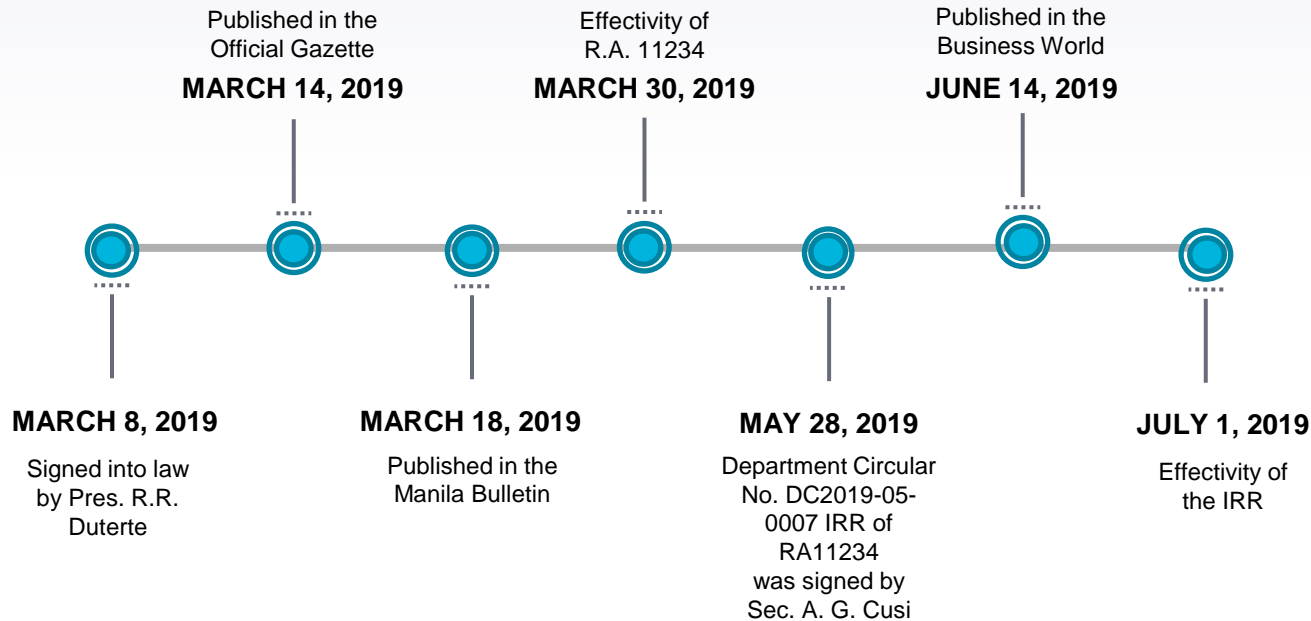 Published in the
Official Gazette
MARCH 14, 2019
Effectivity of
R.A. 11234
MARCH 30, 2019
Published in the
Business World
JUNE 14, 2019
MARCH 8, 2019
Signed into law
by Pres. R.R.
Duterte
MARCH 18, 2019
Published in the
Manila Bulletin
MAY 28, 2019
Department Circular
No. DC2019-05-
0007 IRR of
RA11234
was signed by
Sec. A. G. Cusi
JULY 1, 2019
Effectivity of
the IRR